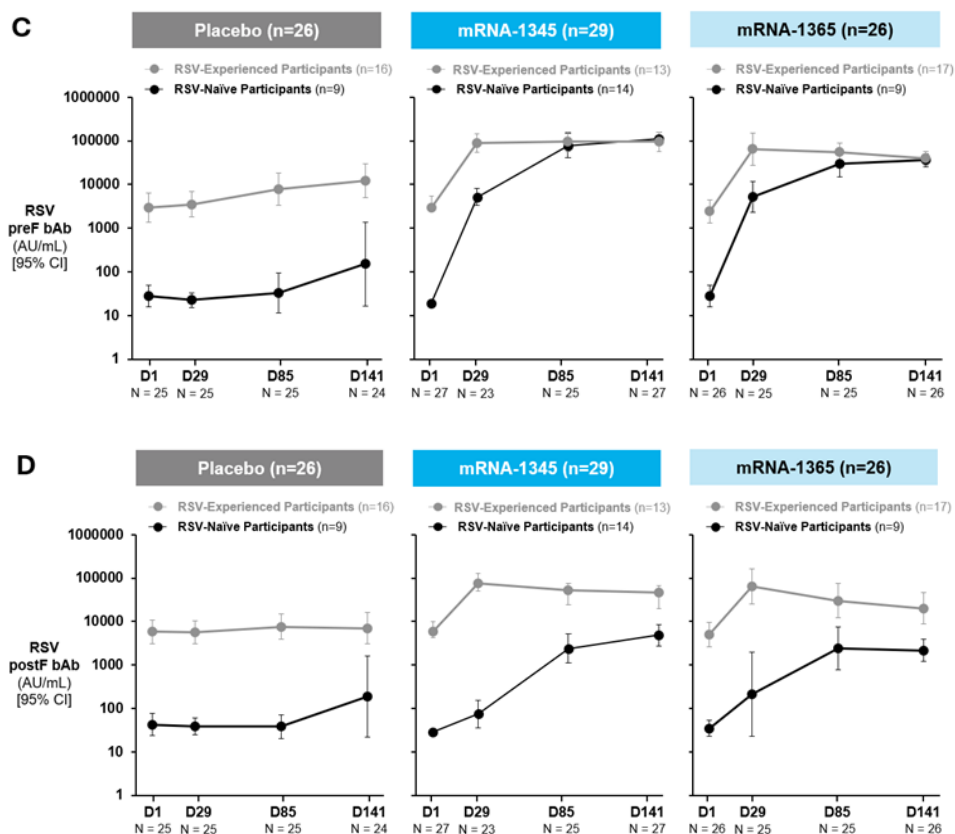 C
Placebo (n=26)
mRNA-1345 (n=29)
mRNA-1365 (n=26)
RSV-Experienced Participants (n=16)
RSV-Naïve Participants (n=9)
RSV-Experienced Participants (n=13)
RSV-Naïve Participants (n=14)
RSV-Experienced Participants (n=17)
RSV-Naïve Participants (n=9)
1000000
100000
10000
1000
100
10
1
RSV
preF bAb
(AU/mL)
[95% CI]
D1 D29 D85 D141
N = 25 N = 25 N = 25 N = 24
D1 D29 D85 D141
N = 27 N = 23 N = 25 N = 27
D1 D29 D85 D141
N = 26 N = 25 N = 25 N = 26
D
Placebo (n=26)
mRNA-1345 (n=29)
mRNA-1365 (n=26)
RSV-Experienced Participants (n=16)
RSV-Naïve Participants (n=9)
RSV-Experienced Participants (n=13)
RSV-Naïve Participants (n=14)
RSV-Experienced Participants (n=17)
RSV-Naïve Participants (n=9)
1000000
100000
10000
1000
100
10
1
RSV
postF bAb
(AU/mL)
[95% CI]
D1 D29 D85 D141
N = 25 N = 25 N = 25 N = 24
D1 D29 D85 D141
N = 27 N = 23 N = 25 N = 27
D1 D29 D85 D141
N = 26 N = 25 N = 25 N = 26